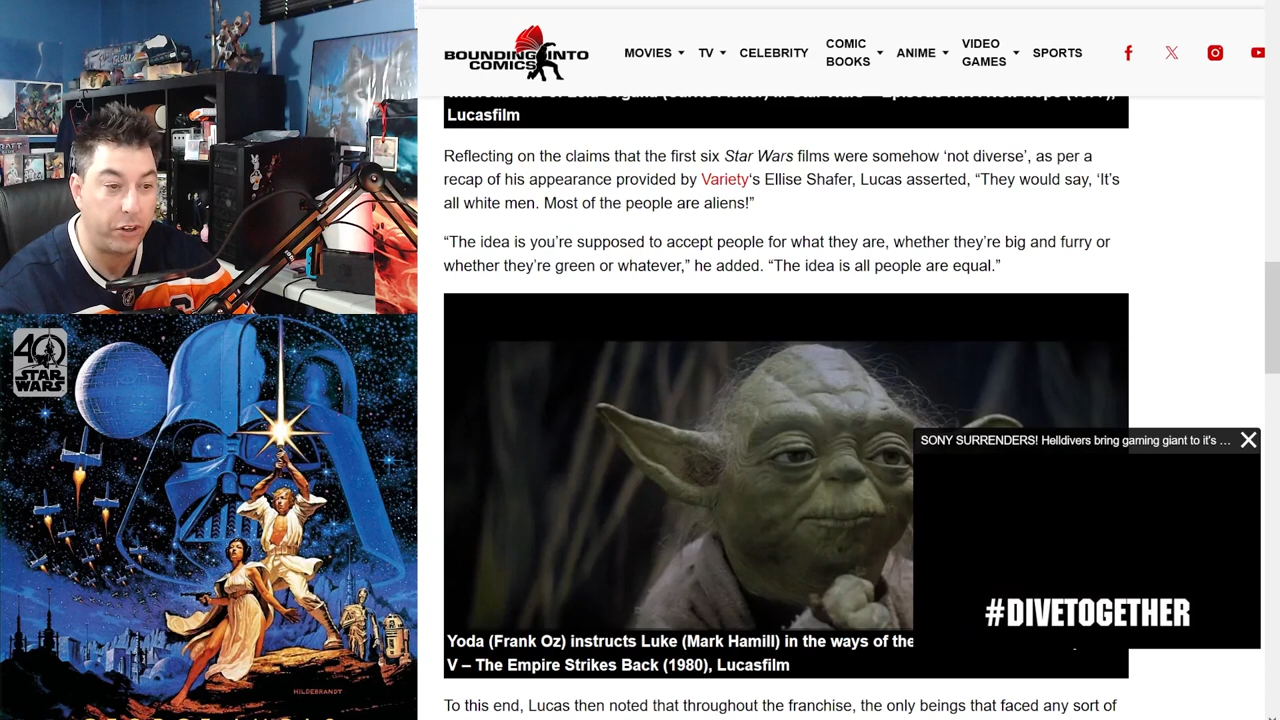 BOUNDING INTO
COMICS
MOVIES
TV
CELEBRITY
COMIC
BOOKS
ANIME
VIDEO
GAMES
SPORTS
Lucasfilm
Reflecting on the claims that the first six Star Wars films were somehow ‘not diverse’, as per a
recap of his appearance provided by Variety‘s Ellise Shafer, Lucas asserted, “They would say, ‘It’s
all white men. Most of the people are aliens!”
“The idea is you’re supposed to accept people for what they are, whether they’re big and furry or
whether they’re green or whatever,” he added. “The idea is all people are equal.”
SONY SURRENDERS! Helldivers bring gaming giant to it's ...
#DIVETOGETHER
Yoda (Frank Oz) instructs Luke (Mark Hamill) in the ways of the
V – The Empire Strikes Back (1980), Lucasfilm
To this end, Lucas then noted that throughout the franchise, the only beings that faced any sort of
40
STAR
WARS
HILDEBRANDT